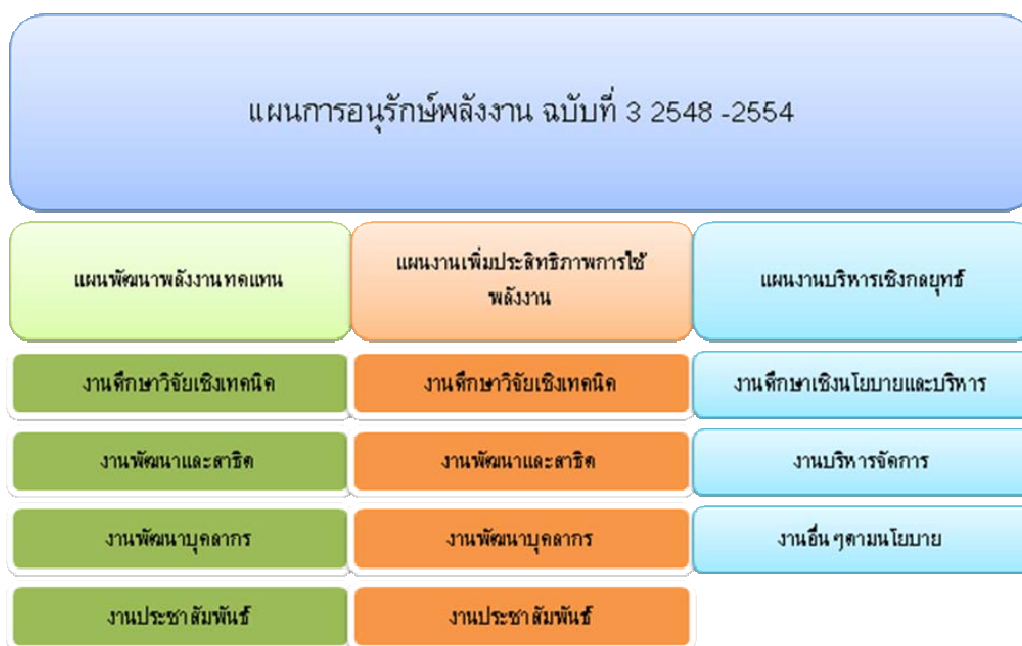 แผนการอนุรักษ์พลังงาน ฉบับที่ 3 2548 -2554
แผนพัฒนาพลังงานทดแทน
แผนงานเพิ่มประสิทธิภาพการใช้
พลังงาน
แผนงานบริหารเชิงกลยุทธ์
งานศึกษาวิจัยเชิงเทคนิค
งานศึกษาวิจัยเชิงเทคนิค
งานศึกษาเชิงนโยบายและบริหาร
งานพัฒนาและสาธิต
งานพัฒนาและสาธิต
งานบริหารจัดการ
งานพัฒนาบุคลากร
งานพัฒนาบุคลากร
งานอื่นๆตามนโยบาย
งานประชาสัมพันธ์
งานประชาสัมพันธ์